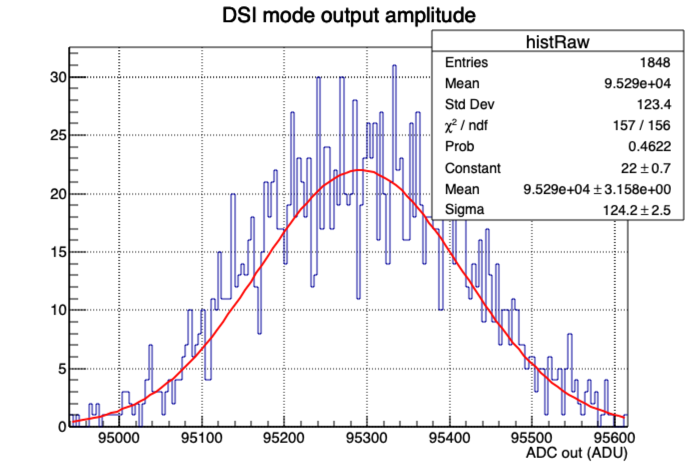 DSI mode output amplitude
histRaw
Entries 1848
Mean 9.529e+04
Std Dev 123.4
χ² / ndf 157 / 156
Prob 0.4622
Constant 22 ± 0.7
Mean 9.529e+04 ± 3.158e+00
Sigma 124.2 ± 2.5
30
25
20
15
10
5
0
95000 95100 95200 95300 95400 95500 95600
ADC out (ADU)